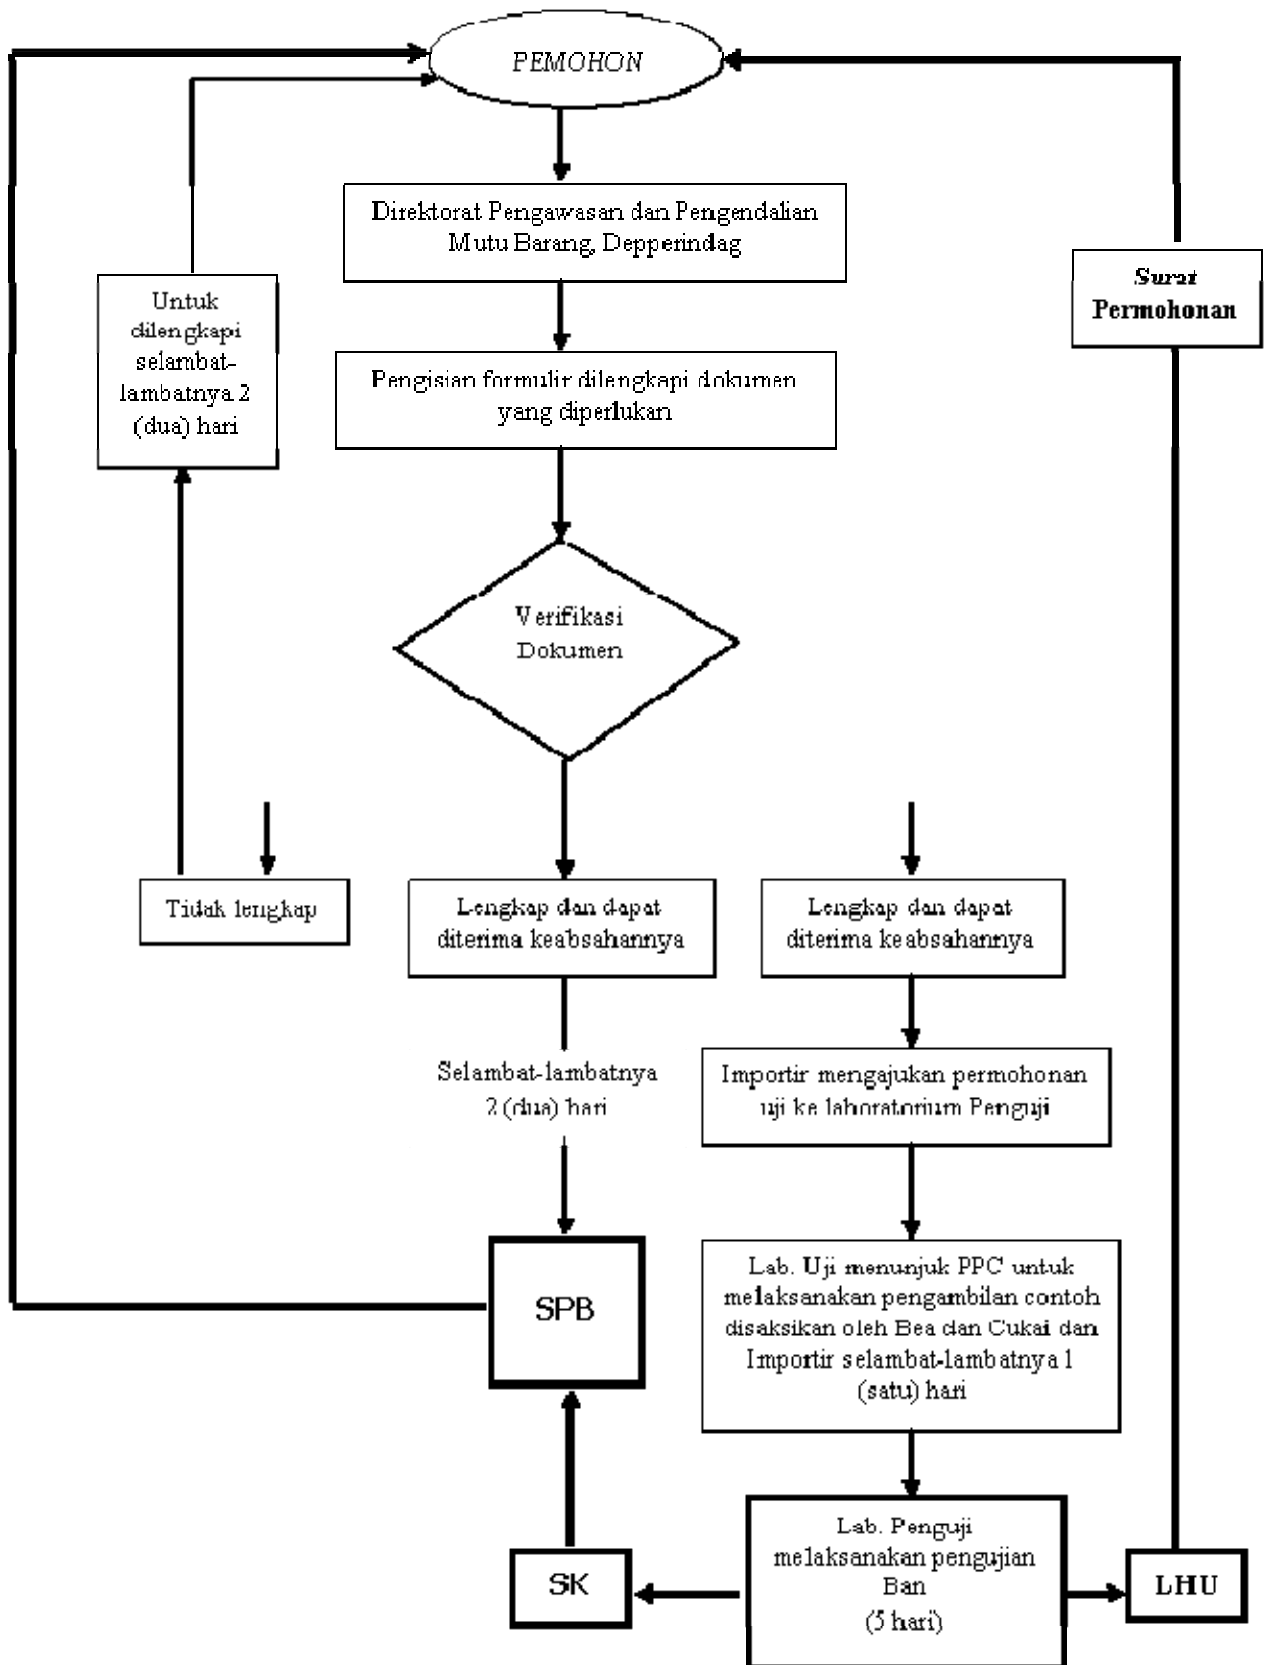 PEMOHON
Direktorat Pengawasan dan Pengendalian
Mutu Barang, Depperindag
Untuk
dilengkapi
selambat-
lambatnya 2
(dua) hari
Surat
Permohonan
Pengisian formulir dilengkapi dokumen
yang diperlukan
Verifikasi
Dokumen
Tidak lengkap
Lengkap dan dapat
diterima keabsahannya
Lengkap dan dapat
diterima keabsahannya
Selambat-lambatnya
2 (dua) hari
Importir mengajukan permohonan
uji ke laboratorium Penguji
SPB
Lab. Uji menunjuk PPC untuk
melaksanakan pengambilan contoh
disaksikan oleh Bea dan Cukai dan
Importir selambat-lambatnya 1
(satu) hari
SK
Lab. Penguji
melaksanakan pengujian
Ban
(5 hari)
LHU